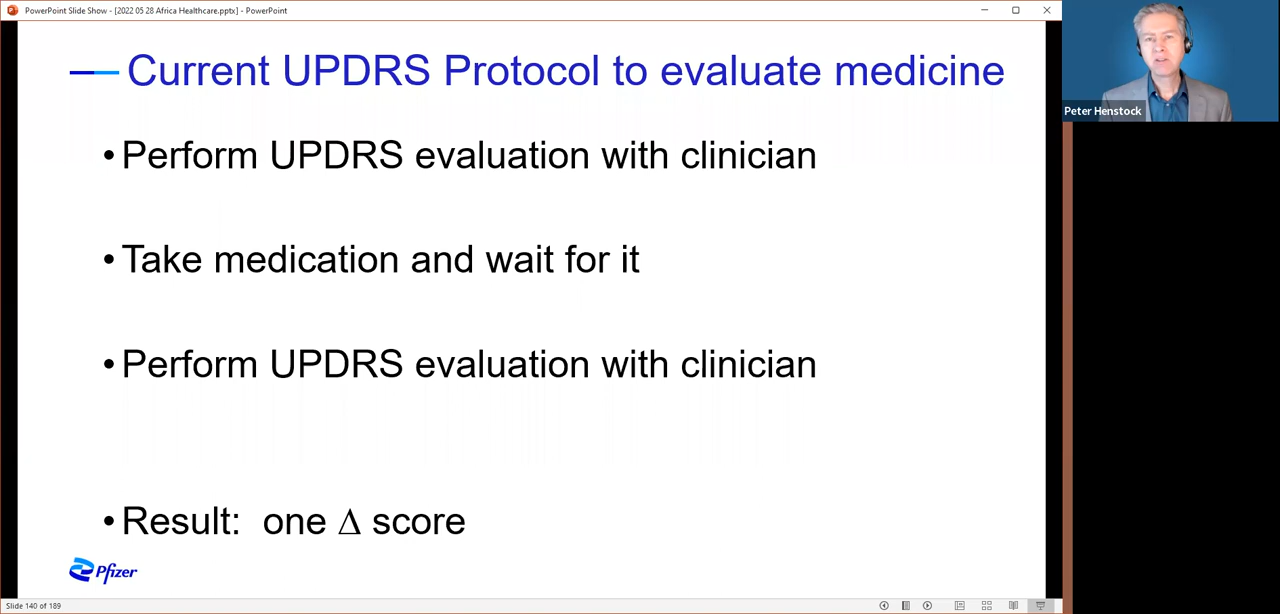 PowerPoint Slide Show - [2022 05 28 Africa Healthcare.pptx] - PowerPoint
Current UPDRS Protocol to evaluate medicine
Peter Henstock
• Perform UPDRS evaluation with clinician
• Take medication and wait for it
• Perform UPDRS evaluation with clinician
• Result: one Δ score
Pfizer
Slide 140 of 189